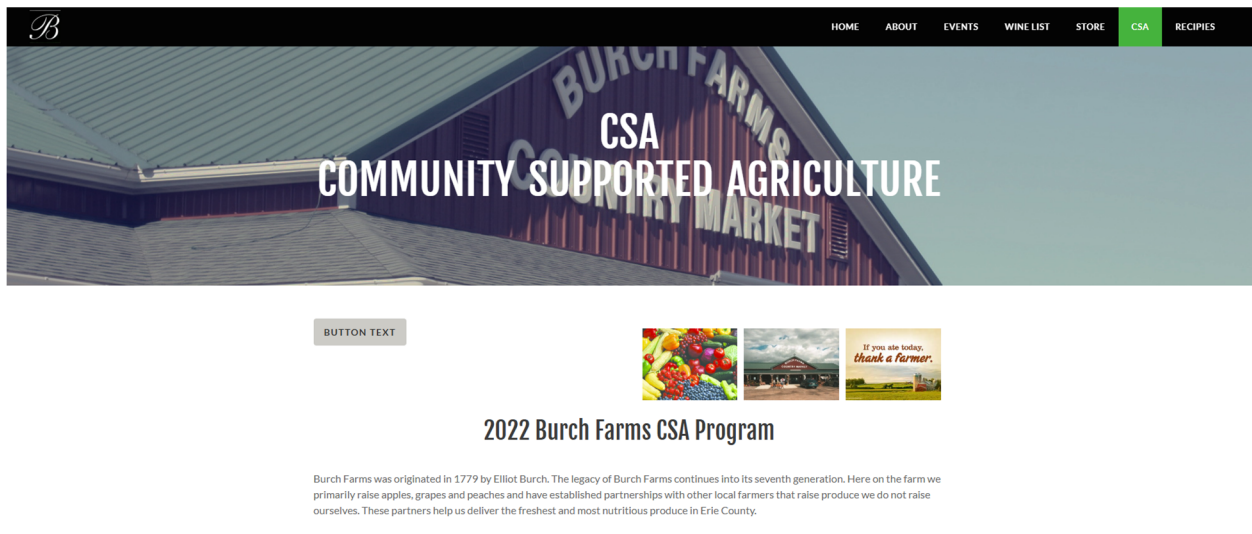 B
HOME ABOUT EVENTS WINE LIST STORE CSA RECIPIES
BURCH FARMS
COUNTRY MARKET
CSA
COMMUNITY SUPPORTED AGRICULTURE
BUTTON TEXT
If you ate today,
thank a farmer.
2022 Burch Farms CSA Program
Burch Farms was originated in 1779 by Elliot Burch. The legacy of Burch Farms continues into its seventh generation. Here on the farm we
primarily raise apples, grapes and peaches and have established partnerships with other local farmers that raise produce we do not raise
ourselves. These partners help us deliver the freshest and most nutritious produce in Erie County.